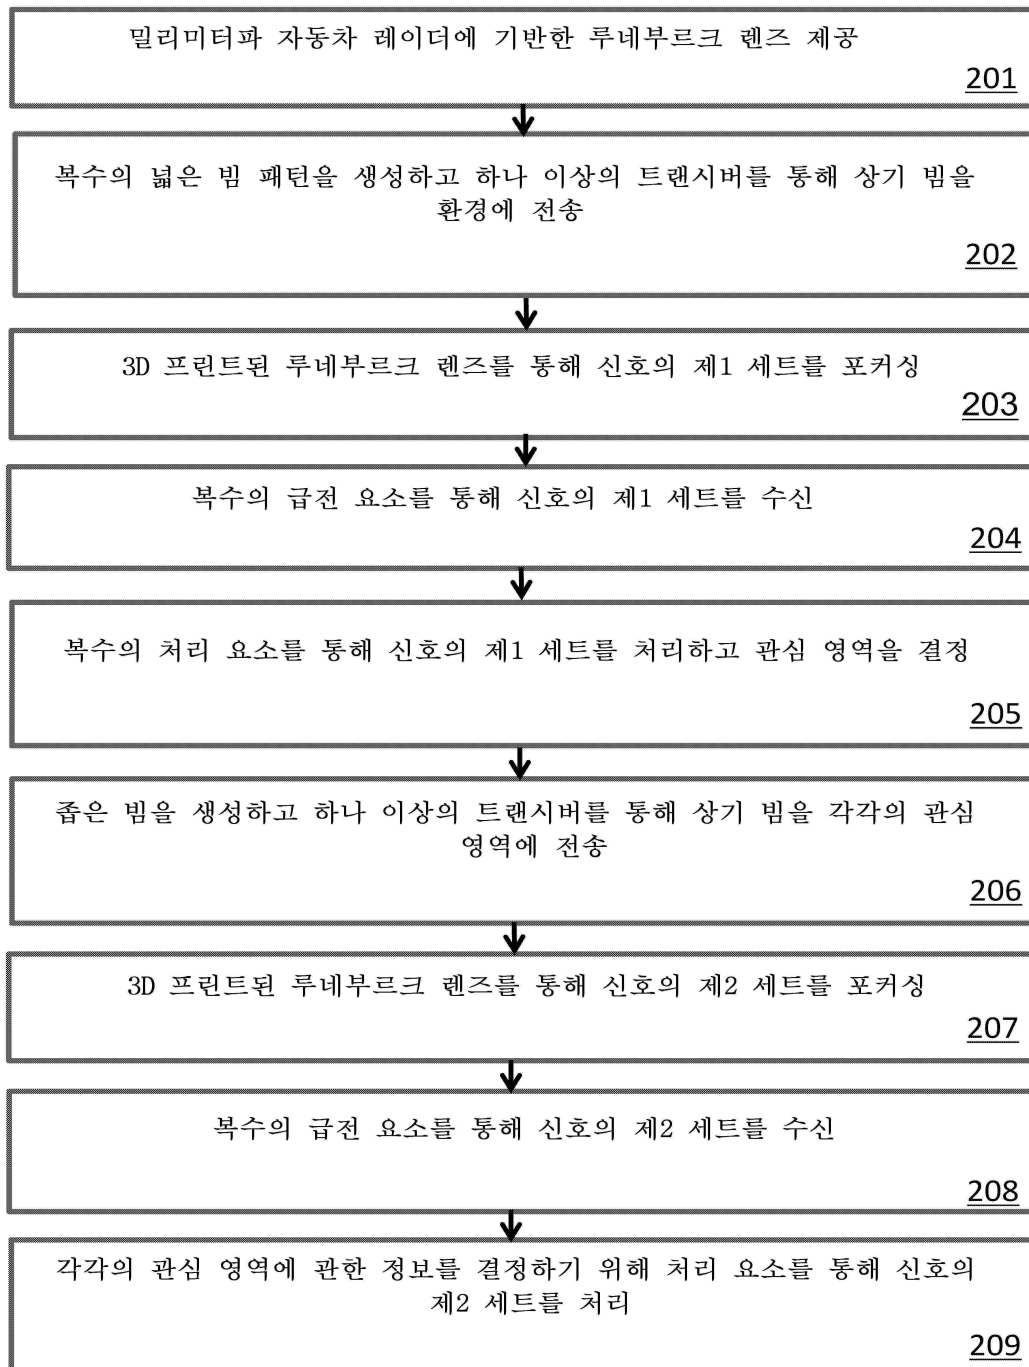 밀리미터파 자동차 레이더에 기반한 루네부르크 렌즈 제공
201
복수의 넓은 빔 패턴을 생성하고 하나 이상의 트랜시버를 통해 상기 빔을
환경에 전송
202
3D 프린트된 루네부르크 렌즈를 통해 신호의 제1 세트를 포커싱
203
복수의 급전 요소를 통해 신호의 제1 세트를 수신
204
복수의 처리 요소를 통해 신호의 제1 세트를 처리하고 관심 영역을 결정
205
좁은 빔을 생성하고 하나 이상의 트랜시버를 통해 상기 빔을 각각의 관심
영역에 전송
206
3D 프린트된 루네부르크 렌즈를 통해 신호의 제2 세트를 포커싱
207
복수의 급전 요소를 통해 신호의 제2 세트를 수신
208
각각의 관심 영역에 관한 정보를 결정하기 위해 처리 요소를 통해 신호의
제2 세트를 처리
209